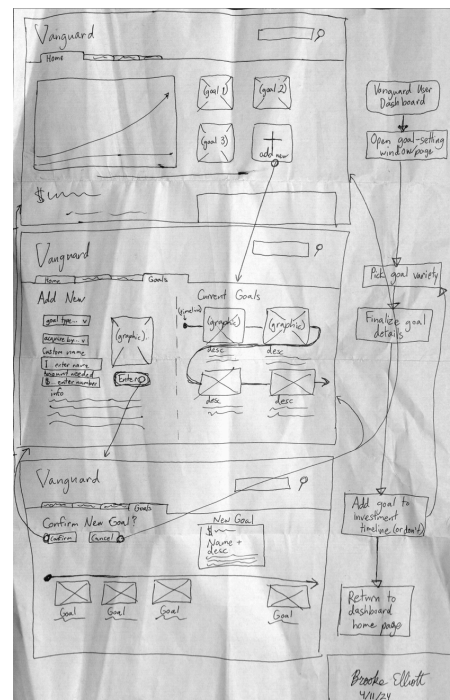 Vanguard
Home
(goal 1)
(goal 2)
(goal 3)
add new
$
Vanguard
Home
Goals
Add New
goal type... v
acquire by... v
Custom name
enter name
amount needed
$... enter number
info
(graphic)
Enter
Current Goals
(timeline)
(graphic)
(graphic)
desc
desc
desc
desc
Vanguard
Goals
Confirm New Goal?
Confirm
Cancel
New Goal
$
Name +
desc
Goal
Goal
Goal
Goal
Vanguard User
Dashboard
Open goal-setting
window/page
Pick goal variety
Finalize goal
details
Add goal to
investment
timeline (or don't)
Return to
dashboard
home page
Brooke Elliott
4/11/24